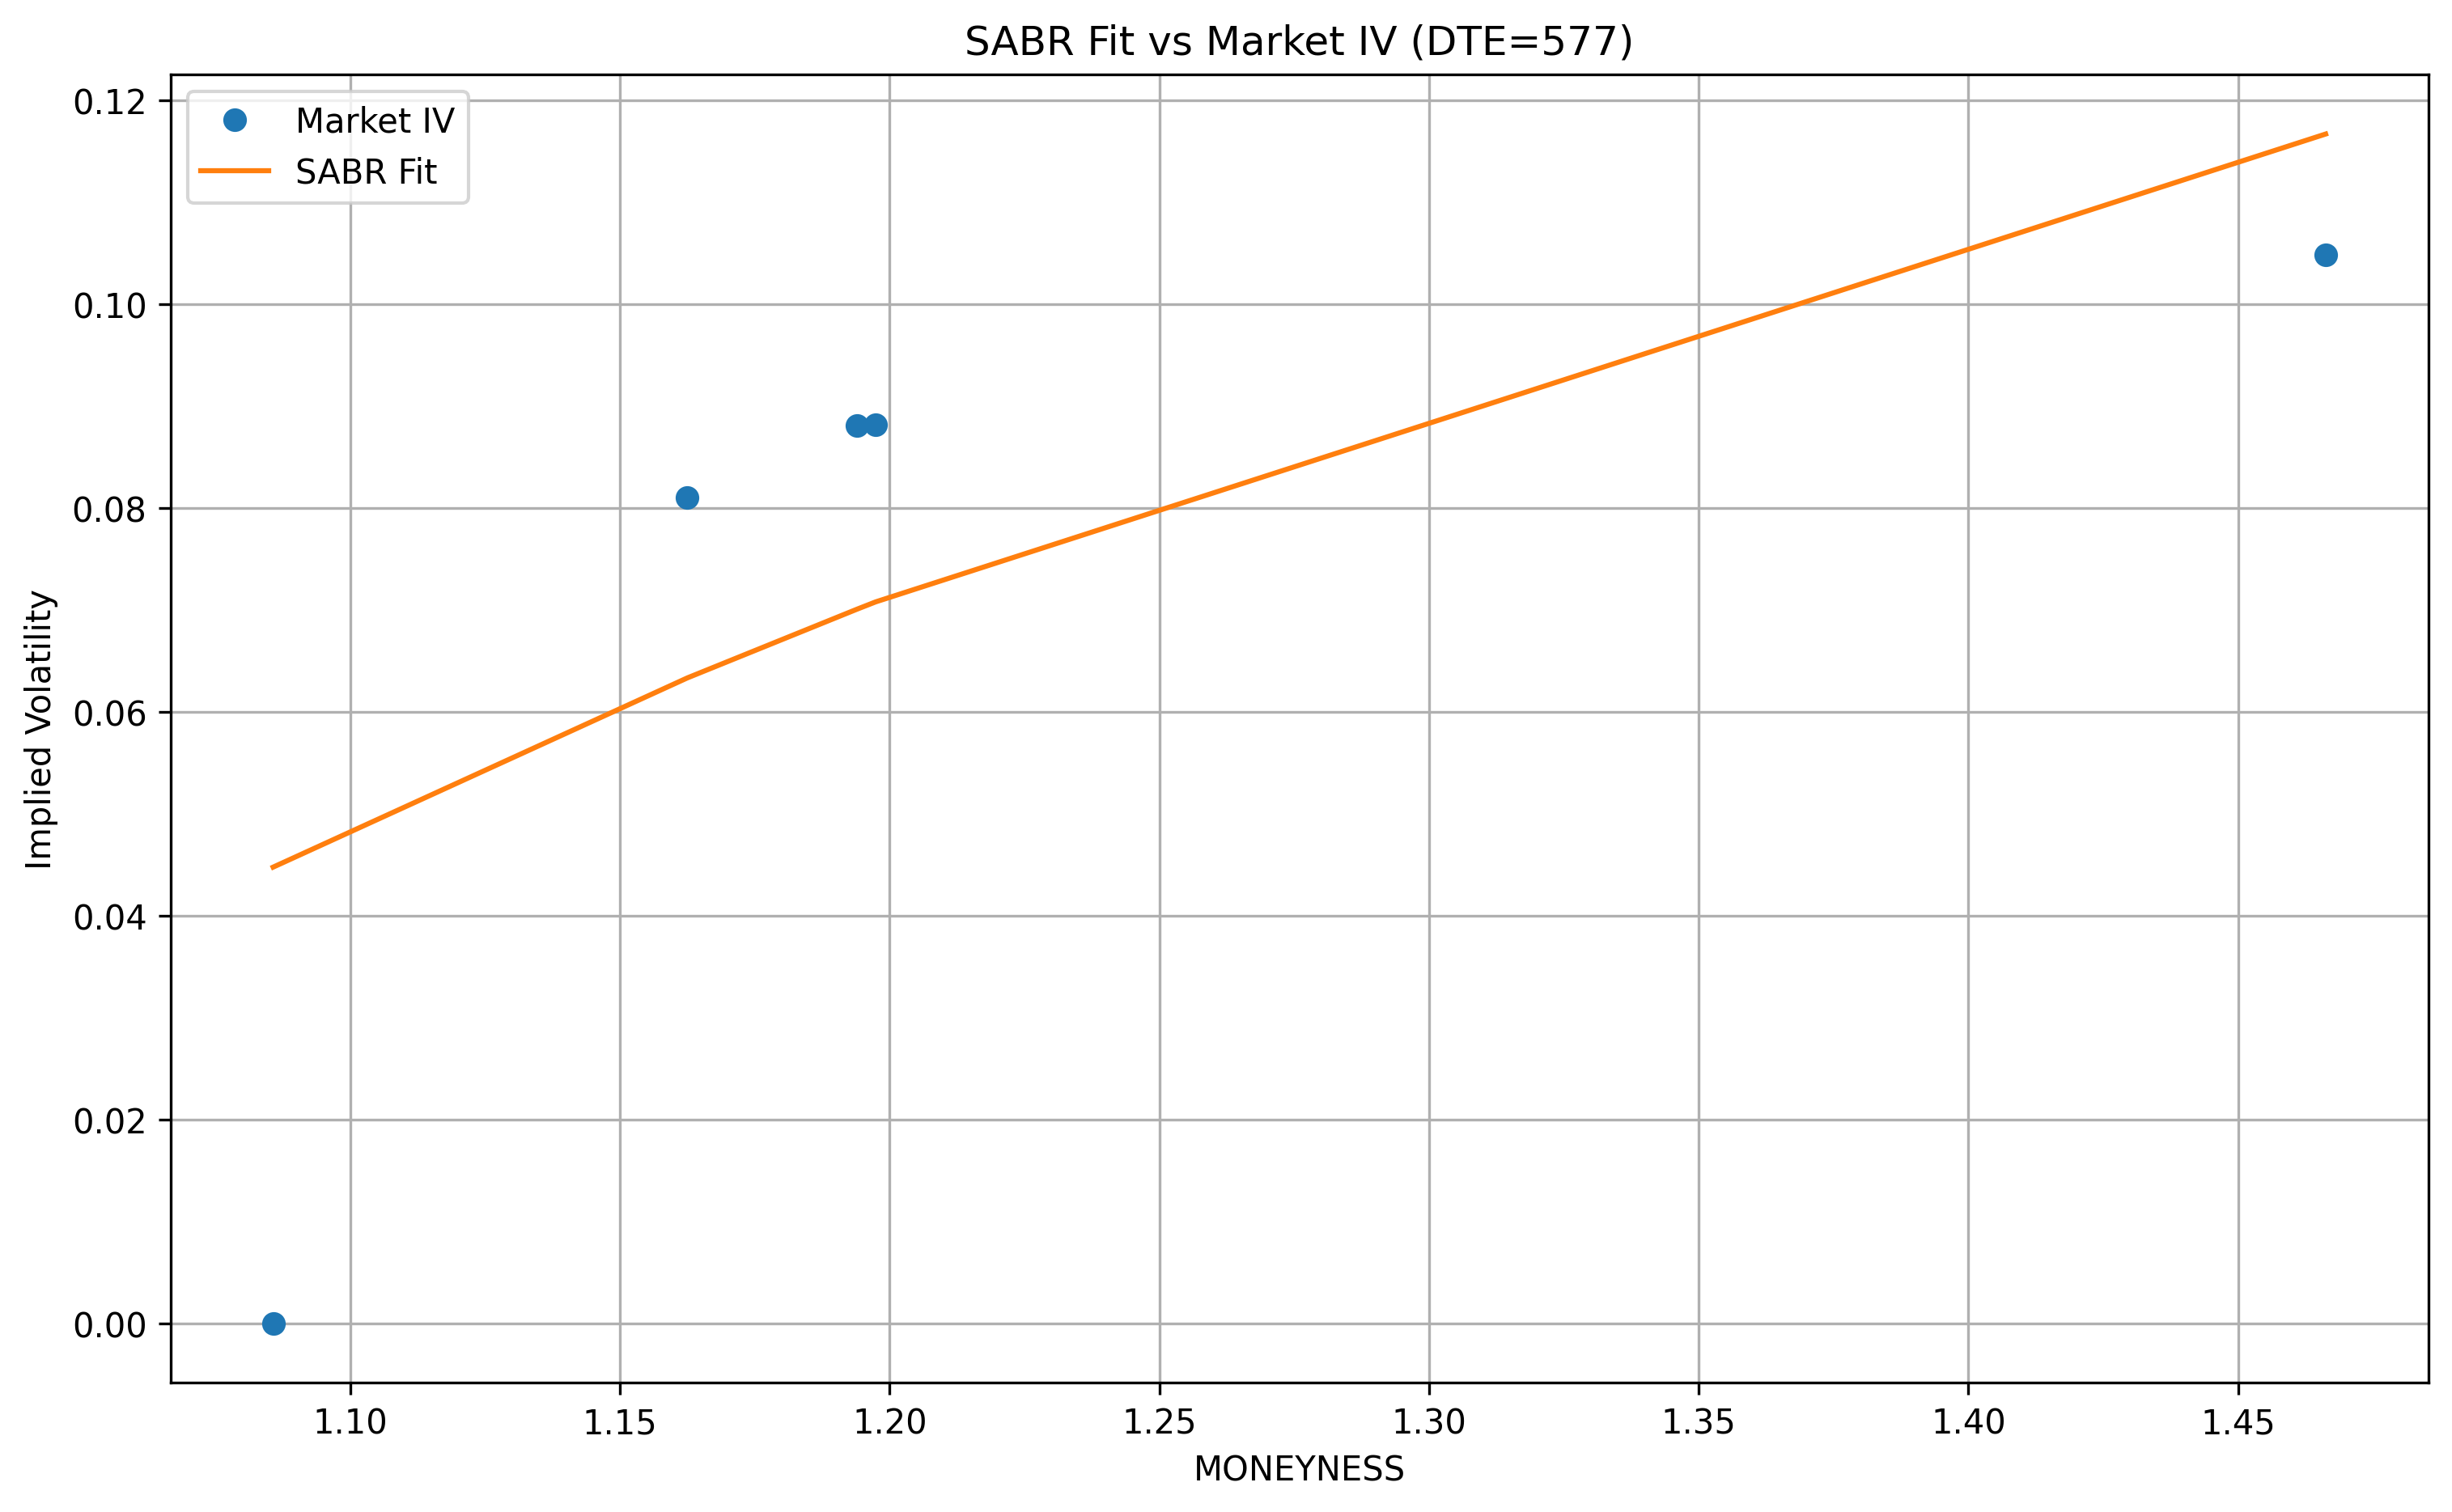 SABR Fit vs Market IV (DTE=577)
Market IV
SABR Fit
Implied Volatility
0.12
0.10
0.08
0.06
0.04
0.02
0.00
1.10 1.15 1.20 1.25 1.30 1.35 1.40 1.45
MONEYNESS